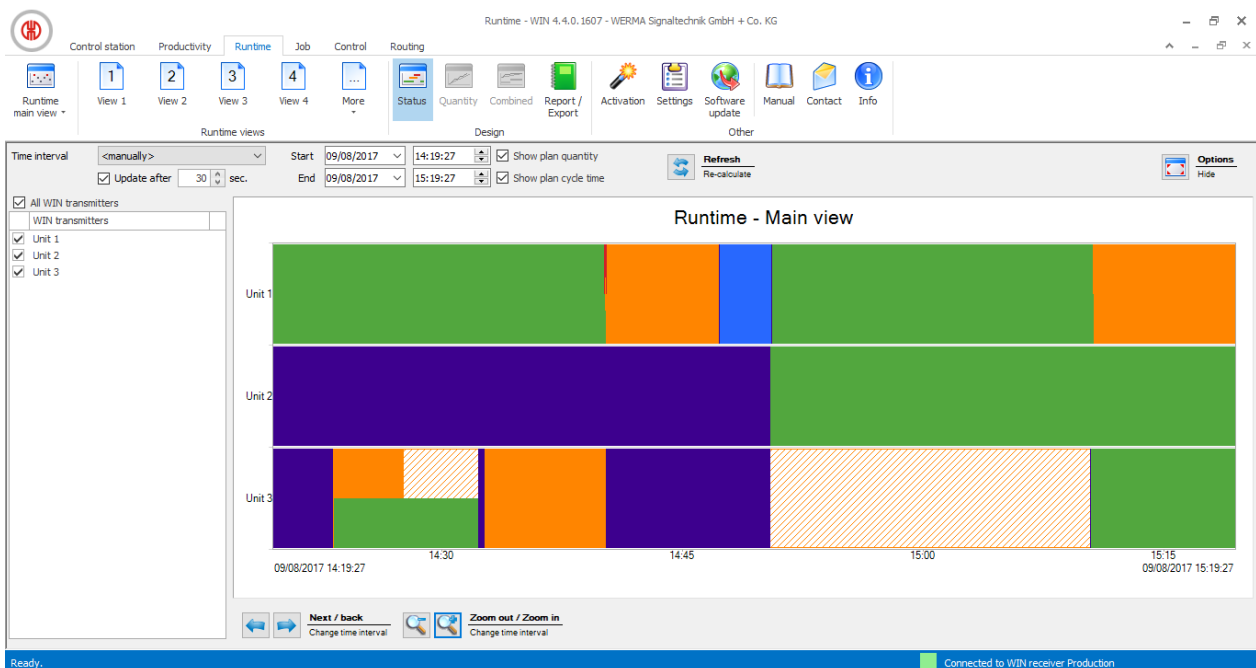 Runtime - WIN 4.4.0.1607 - WERMA Signaltechnik GmbH + Co. KG
Control station Productivity Runtime Job Control Routing
1 2 3 4 ...
Runtime main view View 1 View 2 View 3 View 4 More Status Quantity Combined Report / Export Activation Settings Software update Manual Contact Info
Runtime views Design Other
Time interval <manually> Start 09/08/2017 14:19:27 Show plan quantity Refresh Options
Re-calculate Hide
Update after 30 sec. End 09/08/2017 15:19:27 Show plan cycle time
All WIN transmitters
WIN transmitters
Unit 1
Unit 2
Unit 3
Runtime - Main view
Unit 1
Unit 2
Unit 3
14:30 14:45 15:00 15:15
09/08/2017 14:19:27 09/08/2017 15:19:27
Next / back Zoom out / Zoom in
Change time interval Change time interval
Ready. Connected to WIN receiver Production